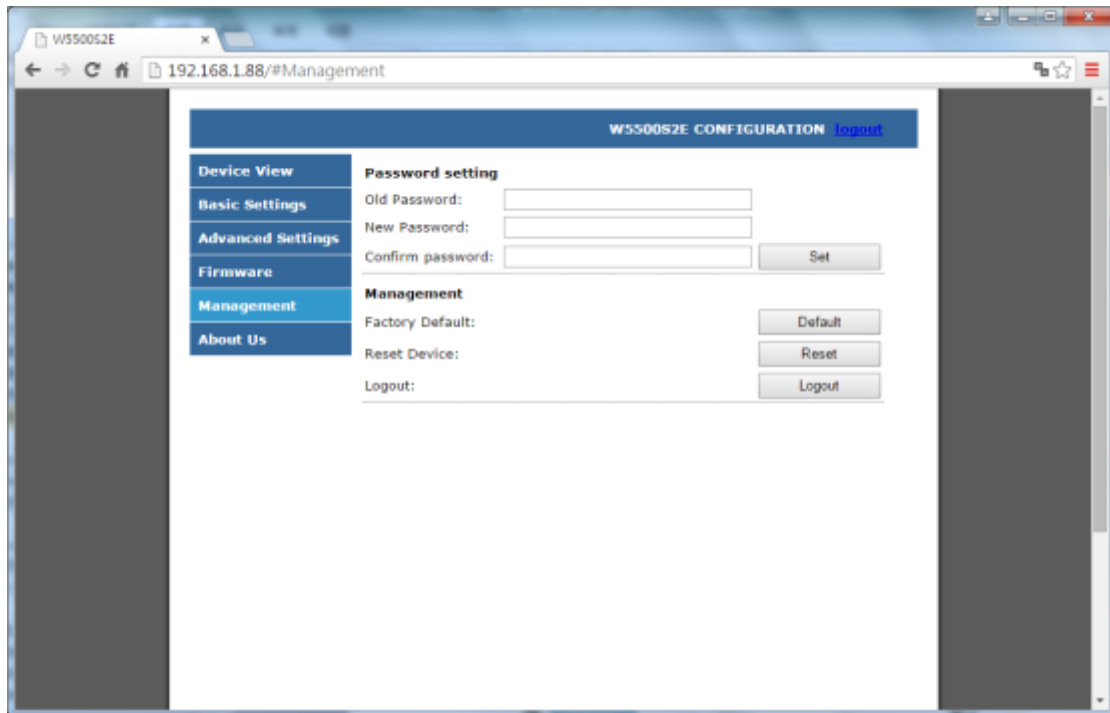 W5500S2E
192.168.1.88/#Management
W5500S2E CONFIGURATION logout
Device View
Basic Settings
Advanced Settings
Firmware
Management
About Us
Password setting
Old Password:
New Password:
Confirm password: Set
Management
Factory Default: Default
Reset Device: Reset
Logout: Logout